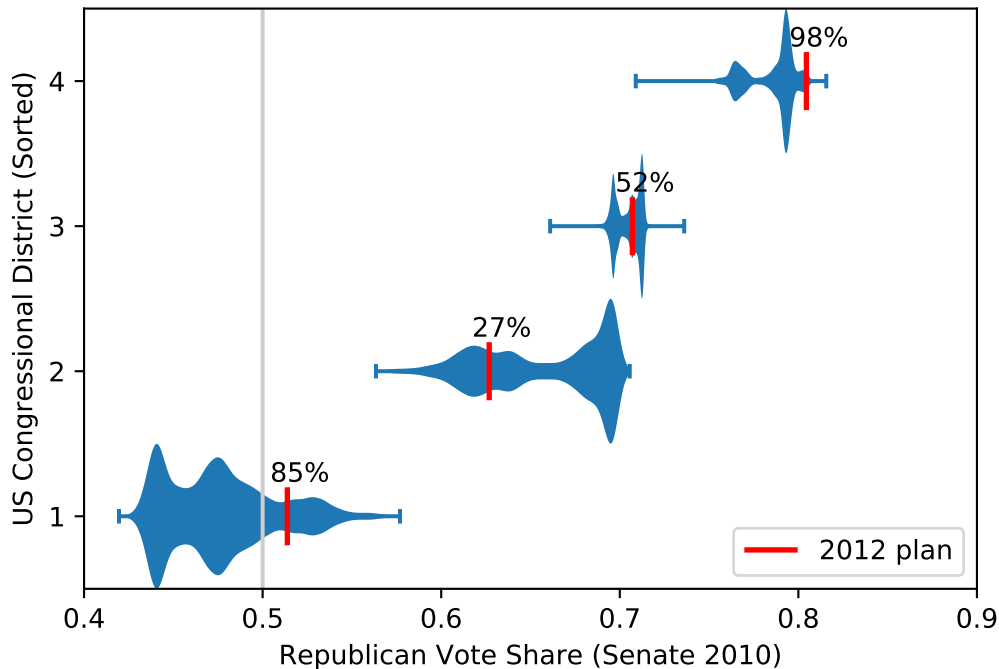 98%
4
52%
3
27%
2
85%
1
US Congressional District (Sorted)
2012 plan
0.4 0.5 0.6 0.7 0.8 0.9
Republican Vote Share (Senate 2010)